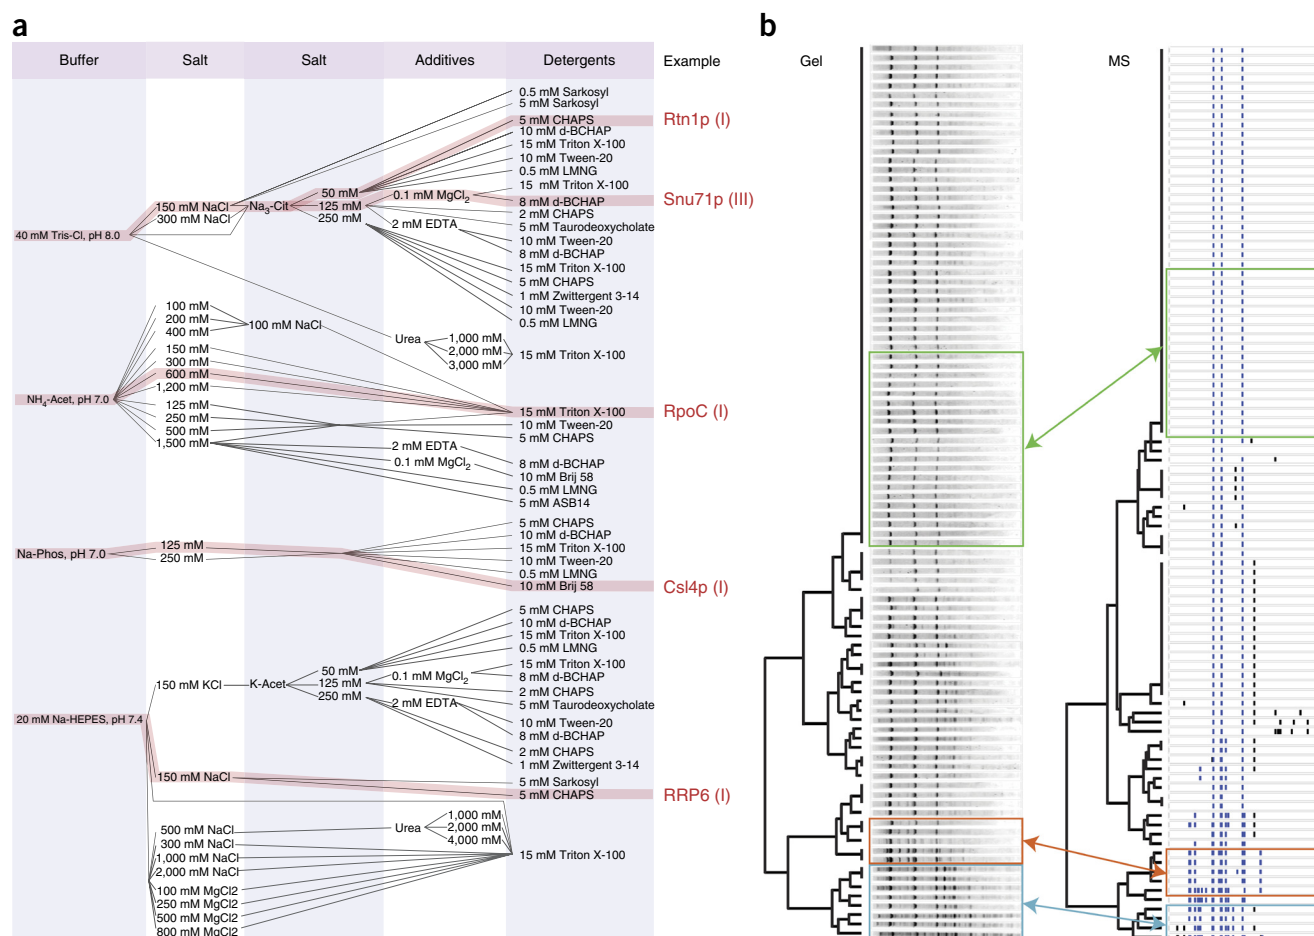 a
b
Buffer
Salt
Salt
Additives
Detergents
Example
0.5 mM Sarkosyl
5 mM Sarkosyl
5 mM CHAPS
Rtn1p (I)
10 mM d-BCHAP
15 mM Triton X-100
10 mM Tween-20
0.5 mM LMNG
15 mM Triton X-100
50 mM
0.1 mM MgCl2
8 mM d-BCHAP
Snu71p (III)
150 mM NaCl
Na3-Cit
125 mM
2 mM CHAPS
300 mM NaCl
250 mM
2 mM EDTA
5 mM Taurodeoxycholate
40 mM Tris-Cl, pH 8.0
10 mM Tween-20
8 mM d-BCHAP
15 mM Triton X-100
5 mM CHAPS
1 mM Zwittergent 3-14
10 mM Tween-20
0.5 mM LMNG
100 mM
200 mM
400 mM
100 mM NaCl
Urea
1,000 mM
2,000 mM
3,000 mM
15 mM Triton X-100
150 mM
300 mM
600 mM
1,200 mM
NH4-Acet, pH 7.0
125 mM
250 mM
500 mM
1,500 mM
15 mM Triton X-100
RpoC (I)
10 mM Tween-20
5 mM CHAPS
2 mM EDTA
0.1 mM MgCl2
8 mM d-BCHAP
10 mM Brij 58
0.5 mM LMNG
5 mM ASB14
5 mM CHAPS
10 mM d-BCHAP
Na-Phos, pH 7.0
125 mM
250 mM
15 mM Triton X-100
10 mM Tween-20
0.5 mM LMNG
10 mM Brij 58
Csl4p (I)
5 mM CHAPS
10 mM d-BCHAP
15 mM Triton X-100
0.5 mM LMNG
15 mM Triton X-100
150 mM KCl
K-Acet
50 mM
125 mM
250 mM
0.1 mM MgCl2
8 mM d-BCHAP
2 mM CHAPS
2 mM EDTA
5 mM Taurodeoxycholate
20 mM Na-HEPES, pH 7.4
10 mM Tween-20
8 mM d-BCHAP
2 mM CHAPS
1 mM Zwittergent 3-14
150 mM NaCl
5 mM Sarkosyl
5 mM CHAPS
RRP6 (I)
500 mM NaCl
300 mM NaCl
1,000 mM NaCl
2,000 mM NaCl
100 mM MgCl2
250 mM MgCl2
500 mM MgCl2
800 mM MgCl2
Urea
1,000 mM
2,000 mM
4,000 mM
15 mM Triton X-100
Gel
MS